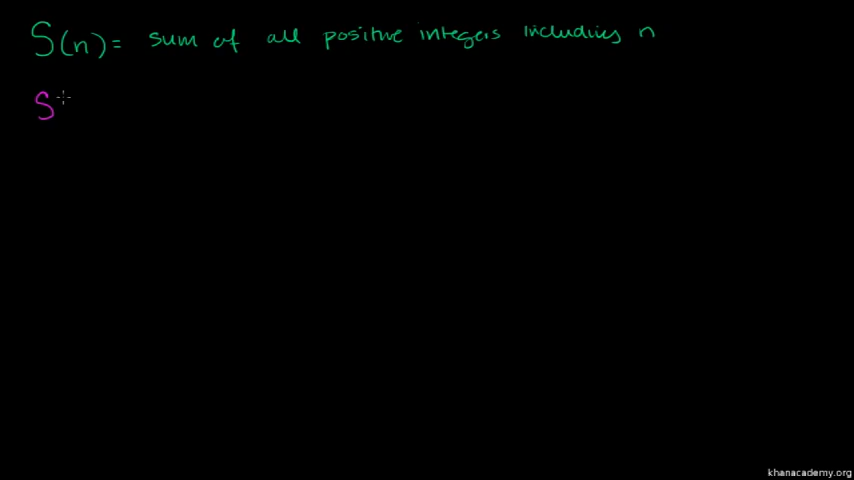 S(n) = sum of all positive integers including n
S
khanacademy.org